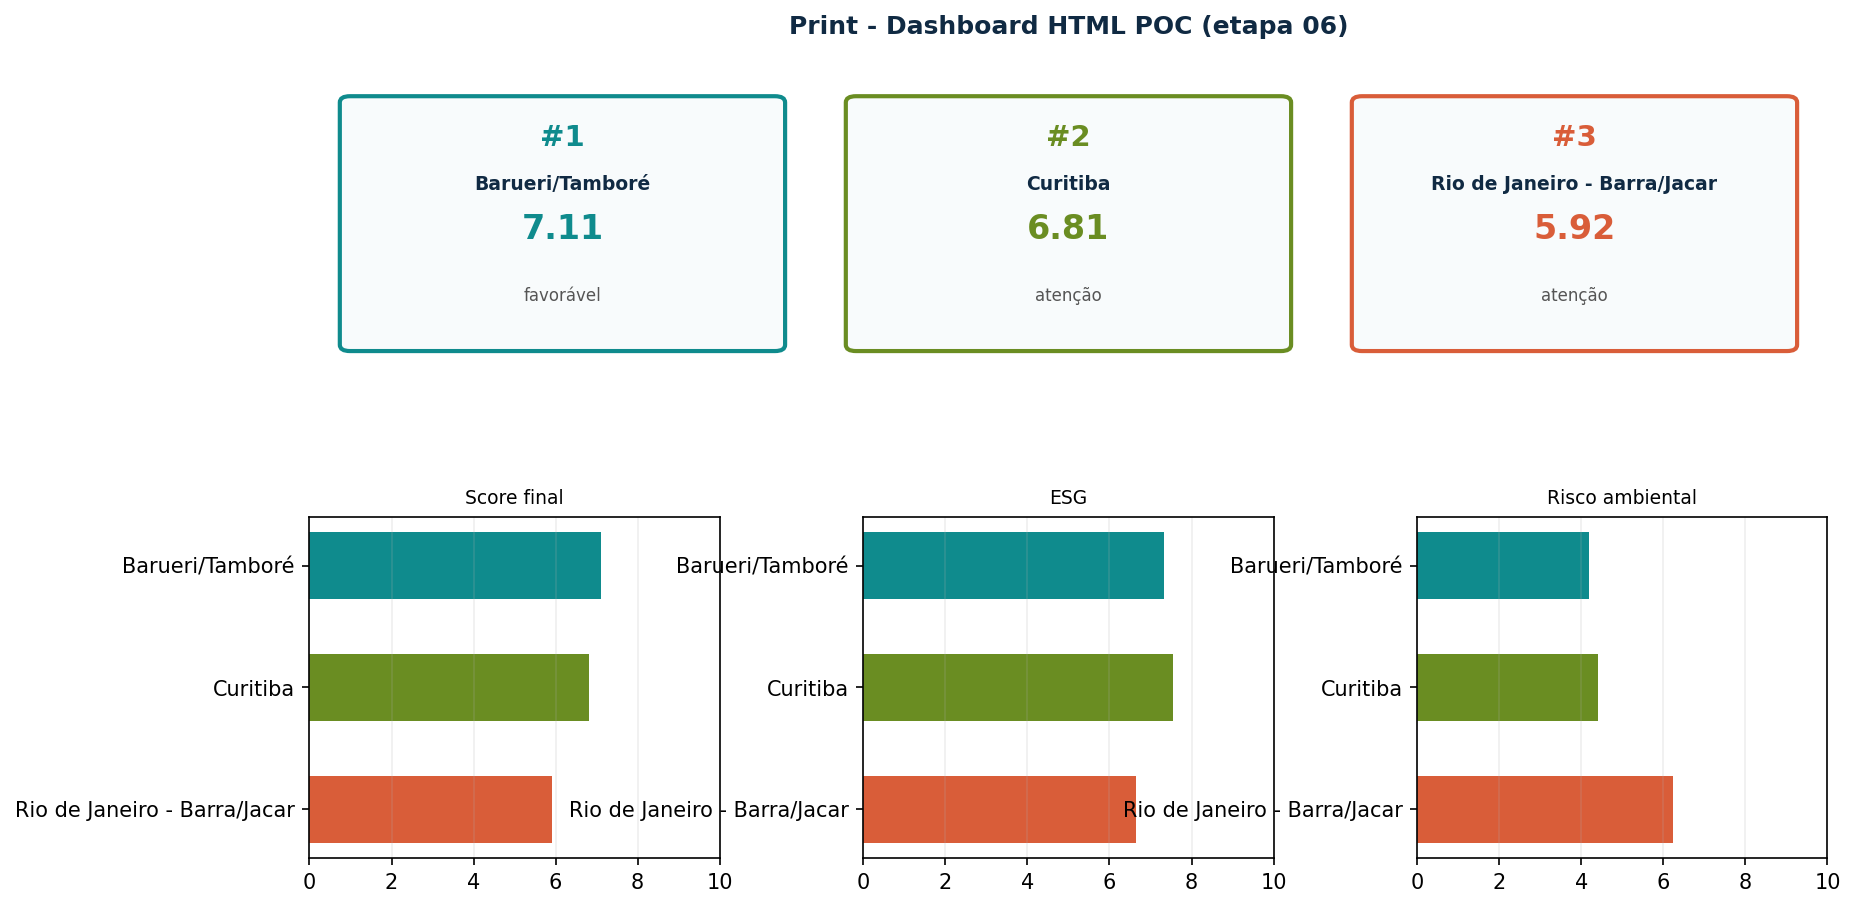 Print - Dashboard HTML POC (etapa 06)
#1
Barueri/Tamboré
7.11
favorável
#2
Curitiba
6.81
atenção
#3
Rio de Janeiro - Barra/Jacar
5.92
atenção
Score final
Barueri/Tamboré
Curitiba
Rio de Janeiro - Barra/Jacar
0 2 4 6 8 10
ESG
Barueri/Tamboré
Curitiba
Rio de Janeiro - Barra/Jacar
0 2 4 6 8 10
Risco ambiental
Barueri/Tamboré
Curitiba
Rio de Janeiro - Barra/Jacar
0 2 4 6 8 10